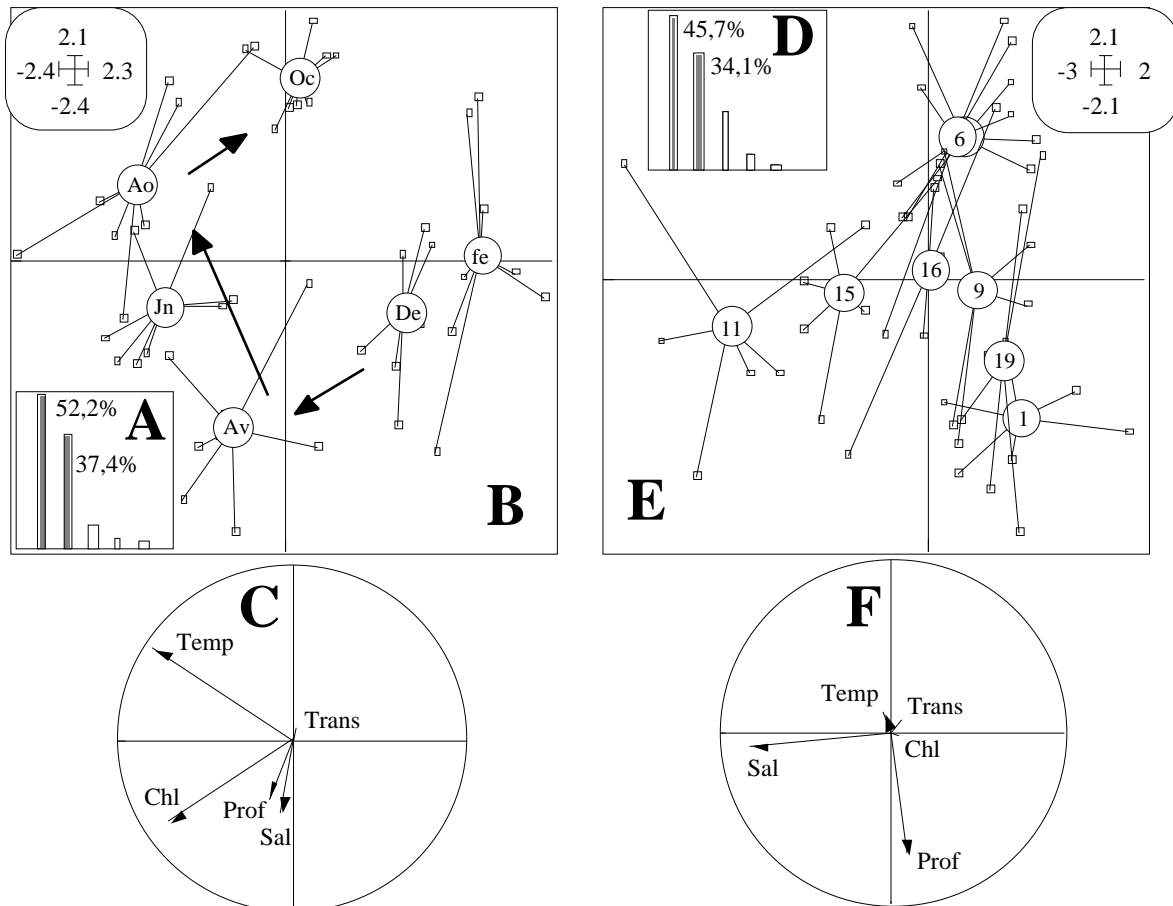 2.1
-2.4 2.3
-2.4
Oc
Ao
fe
Jn
De
Av
52,2%
37,4%
A
B
45,7%
34,1%
D
2.1
-3 2
-2.1
6
16
15
9
11
19
1
E
C
Temp
Trans
Chl
Prof
Sal
F
Temp
Trans
Chl
Sal
Prof